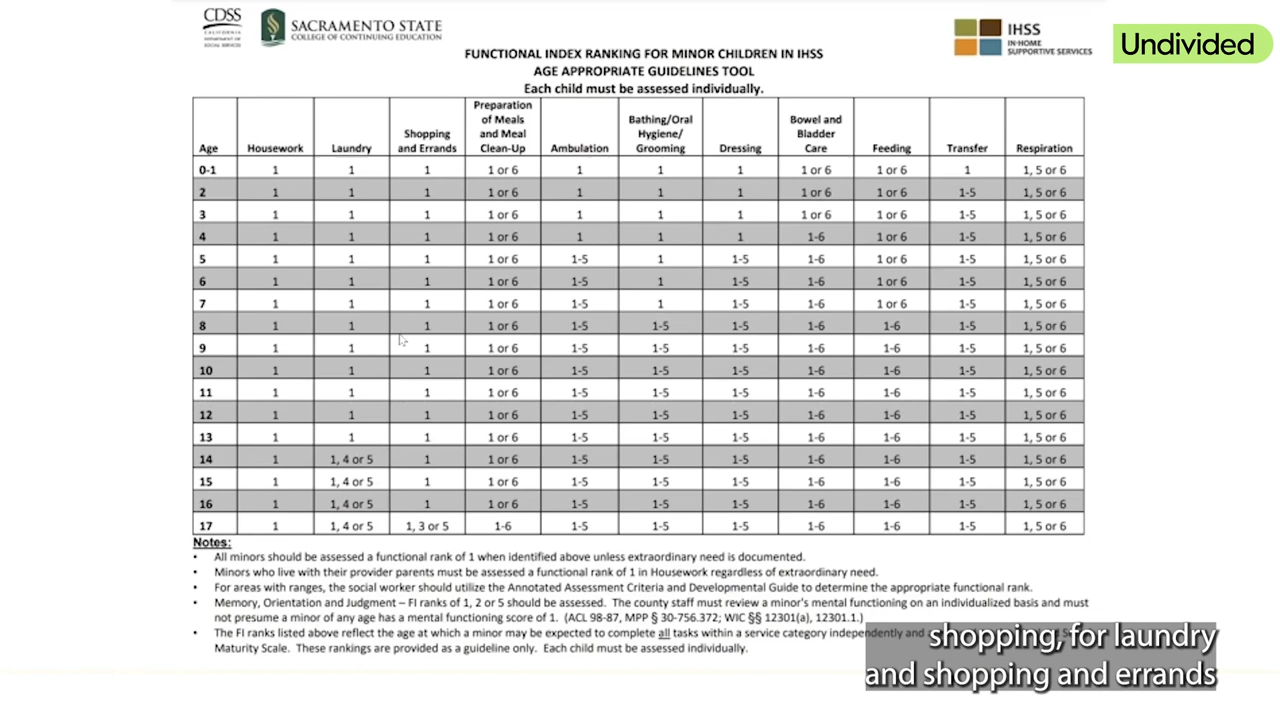 CDSS
CALIFORNIA
DEPARTMENT OF
SOCIAL SERVICES
SACRAMENTO STATE
COLLEGE OF CONTINUING EDUCATION
IHSS
IN-HOME
SUPPORTIVE SERVICES
Undivided
FUNCTIONAL INDEX RANKING FOR MINOR CHILDREN IN IHSS
AGE APPROPRIATE GUIDELINES TOOL
Each child must be assessed individually.
Age Housework Laundry Shopping and Errands Preparation of Meals and Meal Clean-Up Ambulation Bathing/Oral Hygiene/ Grooming Dressing Bowel and Bladder Care Feeding Transfer Respiration
0-1 1 1 1 1 or 6 1 1 1 1 or 6 1 or 6 1 1, 5 or 6
2 1 1 1 1 or 6 1 1 1 1 or 6 1 or 6 1-5 1, 5 or 6
3 1 1 1 1 or 6 1 1 1 1 or 6 1 or 6 1-5 1, 5 or 6
4 1 1 1 1 or 6 1 1 1 1-6 1 or 6 1-5 1, 5 or 6
5 1 1 1 1 or 6 1-5 1 1-5 1-6 1 or 6 1-5 1, 5 or 6
6 1 1 1 1 or 6 1-5 1 1-5 1-6 1 or 6 1-5 1, 5 or 6
7 1 1 1 1 or 6 1-5 1 1-5 1-6 1 or 6 1-5 1, 5 or 6
8 1 1 1 1 or 6 1-5 1-5 1-5 1-6 1-6 1-5 1, 5 or 6
9 1 1 1 1 or 6 1-5 1-5 1-5 1-6 1-6 1-5 1, 5 or 6
10 1 1 1 1 or 6 1-5 1-5 1-5 1-6 1-6 1-5 1, 5 or 6
11 1 1 1 1 or 6 1-5 1-5 1-5 1-6 1-6 1-5 1, 5 or 6
12 1 1 1 1 or 6 1-5 1-5 1-5 1-6 1-6 1-5 1, 5 or 6
13 1 1 1 1 or 6 1-5 1-5 1-5 1-6 1-6 1-5 1, 5 or 6
14 1 1, 4 or 5 1 1 or 6 1-5 1-5 1-5 1-6 1-6 1-5 1, 5 or 6
15 1 1, 4 or 5 1 1 or 6 1-5 1-5 1-5 1-6 1-6 1-5 1, 5 or 6
16 1 1, 4 or 5 1 1 or 6 1-5 1-5 1-5 1-6 1-6 1-5 1, 5 or 6
17 1 1, 4 or 5 1, 3 or 5 1-6 1-5 1-5 1-5 1-6 1-6 1-5 1, 5 or 6
Notes:
• All minors should be assessed a functional rank of 1 when identified above unless extraordinary need is documented.
• Minors who live with their provider parents must be assessed a functional rank of 1 in Housework regardless of extraordinary need.
• For areas with ranges, the social worker should utilize the Annotated Assessment Criteria and Developmental Guide to determine the appropriate functional rank.
• Memory, Orientation and Judgment – FI ranks of 1, 2 or 5 should be assessed. The county staff must review a minor's mental functioning on an individualized basis and must
not presume a minor of any age has a mental functioning score of 1. (ACL 98-87, MPP § 30-756.372; WIC §§ 12301(a), 12301.1.)
• The FI ranks listed above reflect the age at which a minor may be expected to complete all tasks within a service category independently and
Maturity Scale. These rankings are provided as a guideline only. Each child must be assessed individually.
shopping, for laundry
and shopping and errands